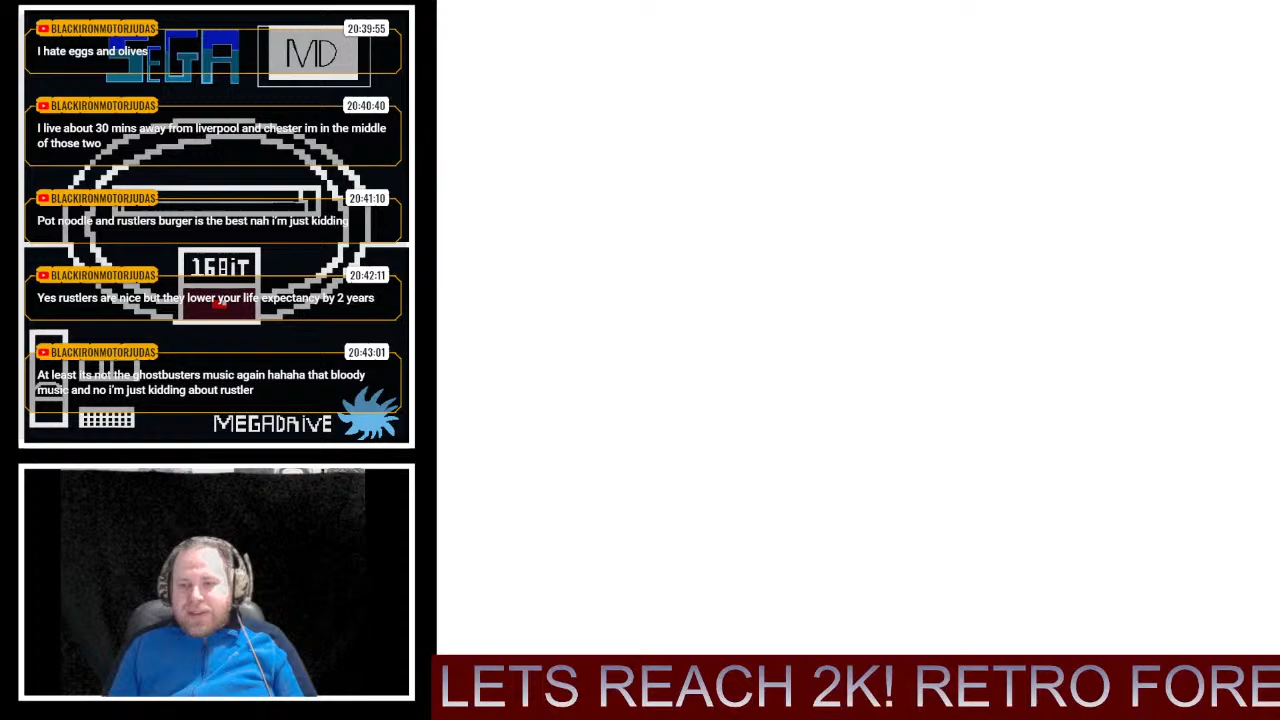 BLACKIRONMOTORJUDAS 20:39:55
I hate eggs and olives
SEGA MD
BLACKIRONMOTORJUDAS 20:40:40
I live about 30 mins away from liverpool and chester im in the middle
of those two
BLACKIRONMOTORJUDAS 20:41:10
Pot noodle and rustlers burger is the best nah i'm just kidding
16BiT
BLACKIRONMOTORJUDAS 20:42:11
Yes rustlers are nice but they lower your life expectancy by 2 years
BLACKIRONMOTORJUDAS 20:43:01
At least its not the ghostbusters music again hahaha that bloody
music and no i'm just kidding about rustler
MEGADRiVE
LETS REACH 2K! RETRO FORE